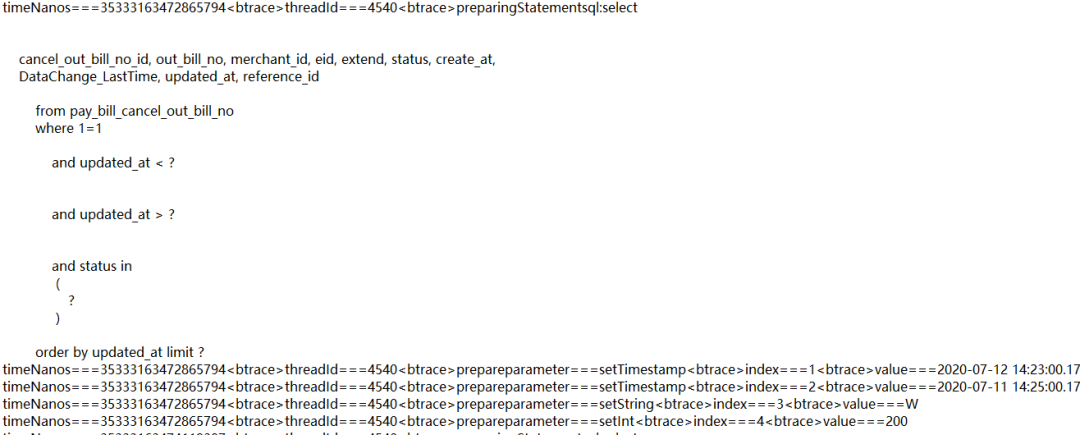 timeNanos===35333163472865794<btrace>threadId===4540<btrace>preparingStatementsql:select
cancel_out_bill_no_id, out_bill_no, merchant_id, eid, extend, status, create_at,
DataChange_LastTime, updated_at, reference_id
from pay_bill_cancel_out_bill_no
where 1=1
and updated_at < ?
and updated_at > ?
and status in
(
?
)
order by updated_at limit ?
timeNanos===35333163472865794<btrace>threadId===4540<btrace>prepareparameter===setTimestamp<btrace>index===1<btrace>value===2020-07-12 14:23:00.17
timeNanos===35333163472865794<btrace>threadId===4540<btrace>prepareparameter===setTimestamp<btrace>index===2<btrace>value===2020-07-11 14:25:00.17
timeNanos===35333163472865794<btrace>threadId===4540<btrace>prepareparameter===setString<btrace>index===3<btrace>value===W
timeNanos===35333163472865794<btrace>threadId===4540<btrace>prepareparameter===setInt<btrace>index===4<btrace>value===200